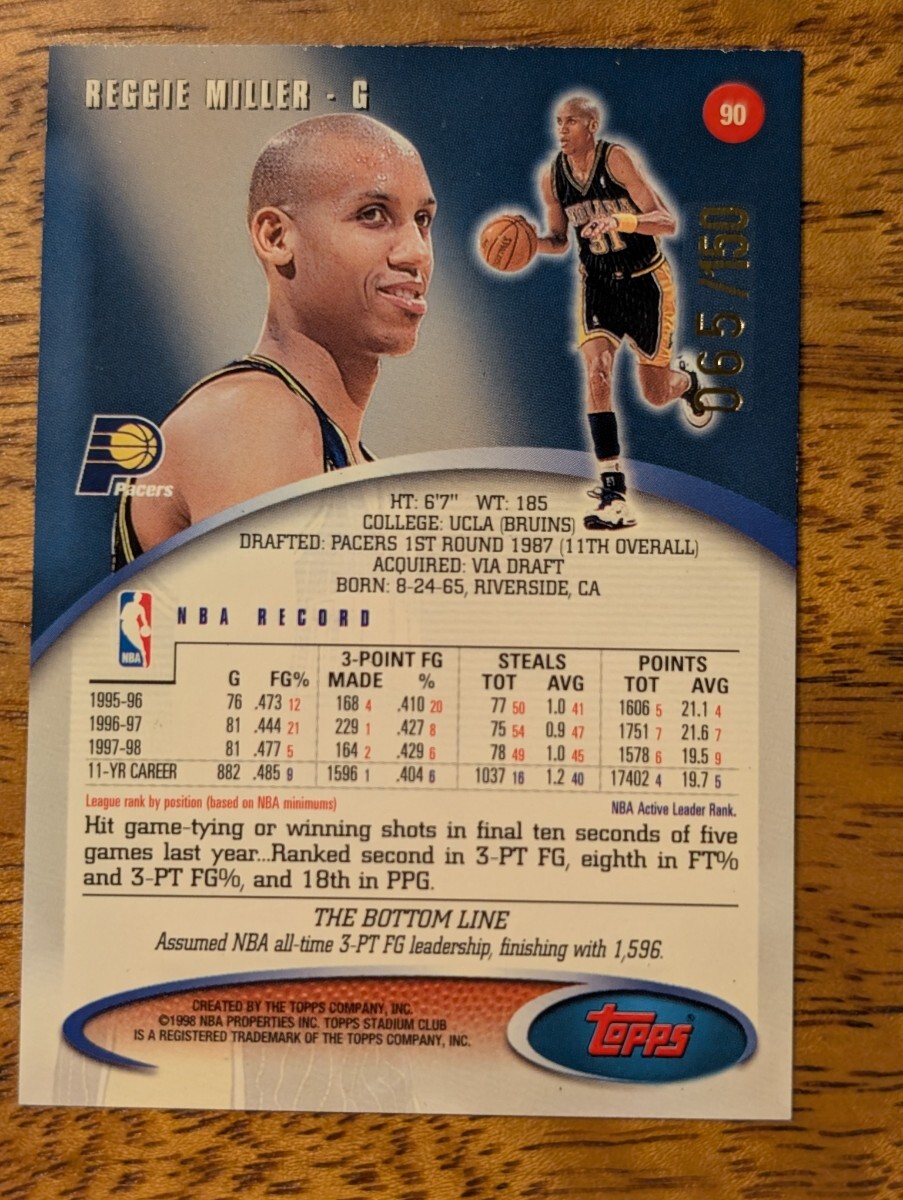 REGGIE MILLER - G
90
065/150
INDIANA
31
Pacers
HT: 6'7" WT: 185
COLLEGE: UCLA (BRUINS)
DRAFTED: PACERS 1ST ROUND 1987 (11TH OVERALL)
ACQUIRED: VIA DRAFT
BORN: 8-24-65, RIVERSIDE, CA
NBA
NBA RECORD
3-POINT FG STEALS POINTS
G FG% MADE % TOT AVG TOT AVG
1995-96 76 .473 12 168 4 .410 20 77 50 1.0 41 1606 5 21.1 4
1996-97 81 .444 21 229 1 .427 8 75 54 0.9 47 1751 7 21.6 7
1997-98 81 .477 5 164 2 .429 6 78 49 1.0 45 1578 6 19.5 9
11-YR CAREER 882 .485 9 1596 1 .404 6 1037 16 1.2 40 17402 4 19.7 5
League rank by position (based on NBA minimums) NBA Active Leader Rank.
Hit game-tying or winning shots in final ten seconds of five
games last year...Ranked second in 3-PT FG, eighth in FT%
and 3-PT FG%, and 18th in PPG.
THE BOTTOM LINE
Assumed NBA all-time 3-PT FG leadership, finishing with 1,596.
CREATED BY THE TOPPS COMPANY, INC.
©1998 NBA PROPERTIES INC. TOPPS STADIUM CLUB
IS A REGISTERED TRADEMARK OF THE TOPPS COMPANY, INC.
Topps®